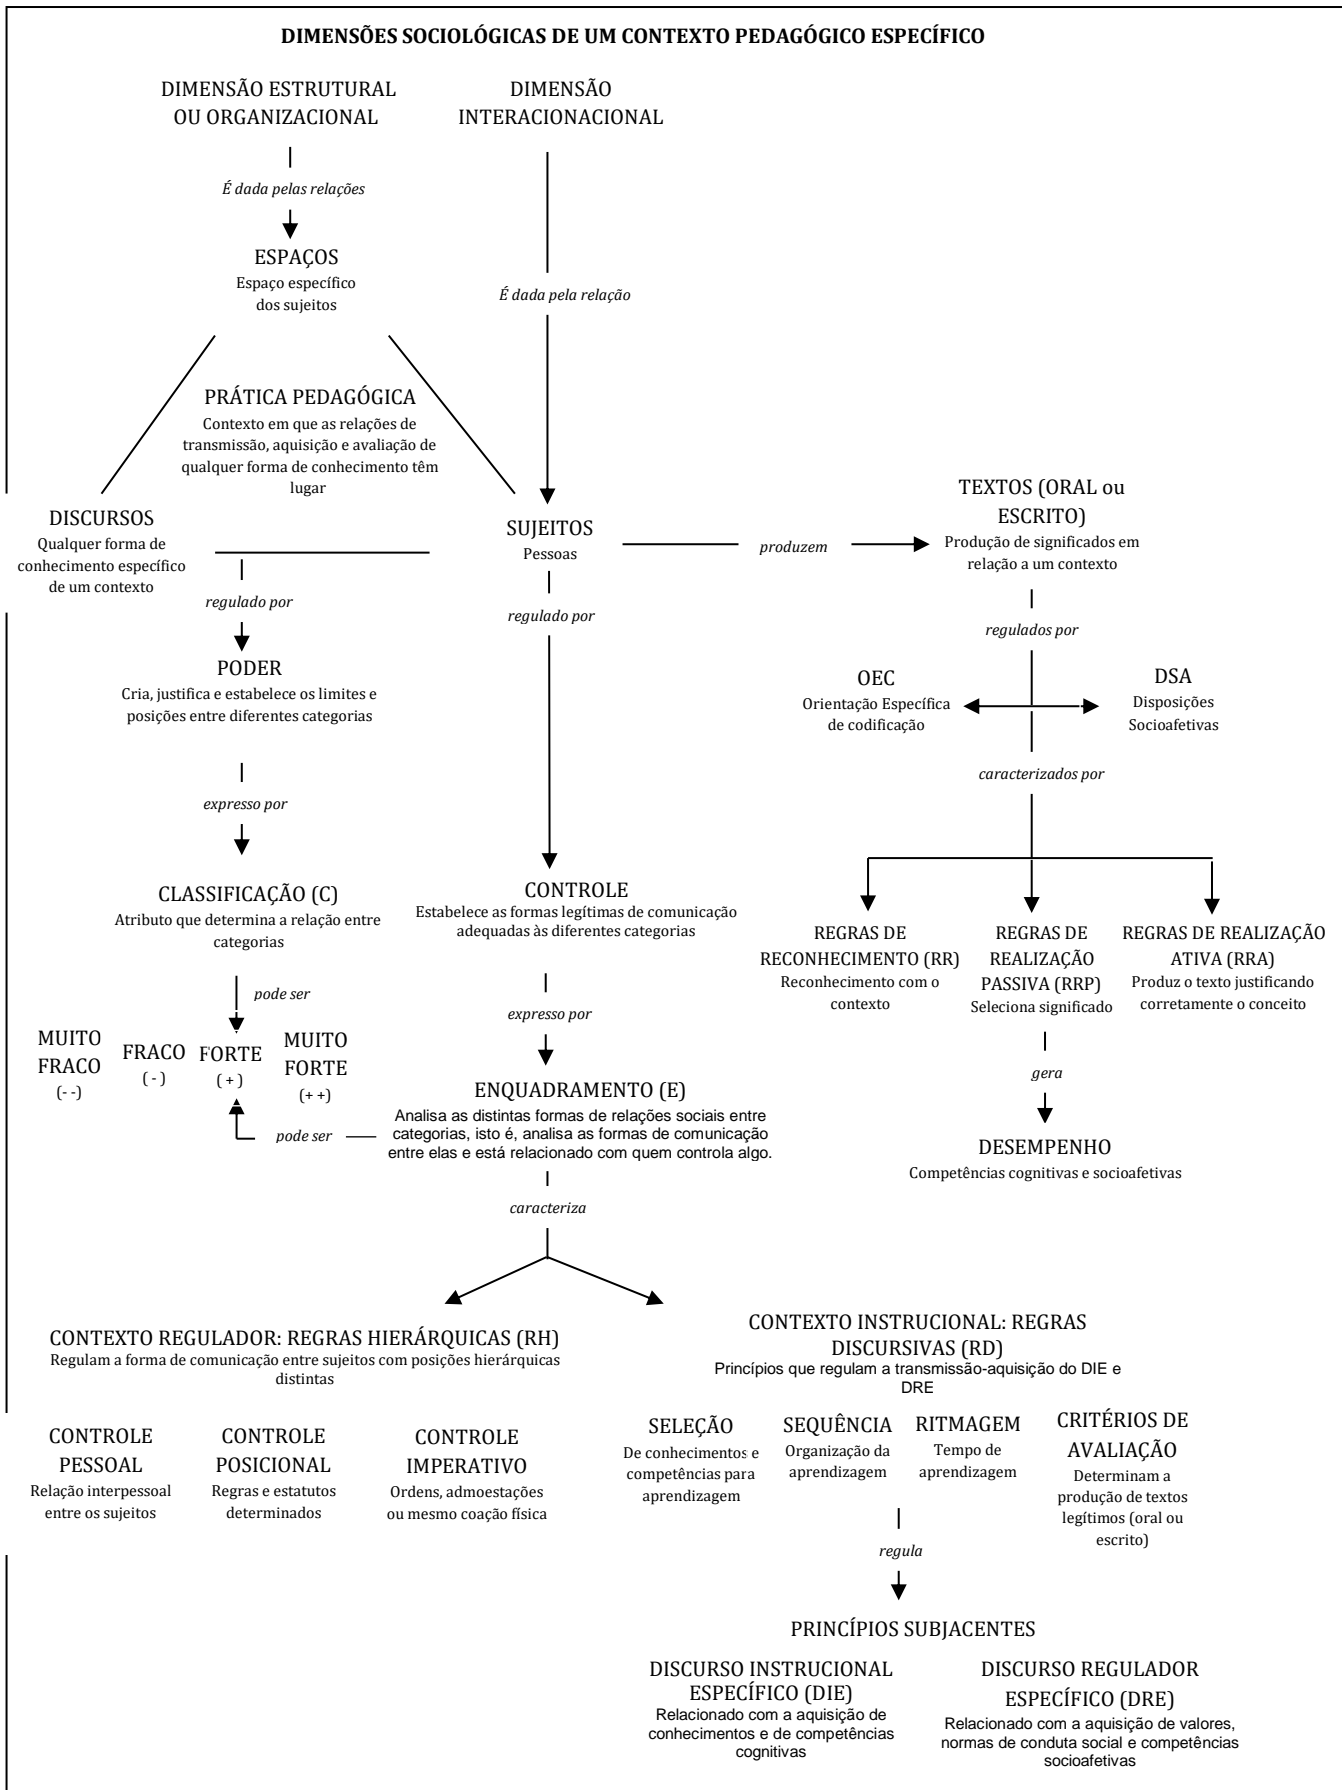 DIMENSÕES SOCIOLÓGICAS DE UM CONTEXTO PEDAGÓGICO ESPECÍFICO
DIMENSÃO ESTRUTURAL
OU ORGANIZACIONAL
DIMENSÃO
INTERACIONACIONAL
É dada pelas relações
ESPAÇOS
Espaço específico
dos sujeitos
É dada pela relação
PRÁTICA PEDAGÓGICA
Contexto em que as relações de
transmissão, aquisição e avaliação de
qualquer forma de conhecimento têm
lugar
DISCURSOS
Qualquer forma de
conhecimento específico
de um contexto
SUJEITOS
Pessoas
produzem
TEXTOS (ORAL ou
ESCRITO)
Produção de significados em
relação a um contexto
regulado por
regulado por
regulados por
PODER
Cria, justifica e estabelece os limites e
posições entre diferentes categorias
OEC
Orientação Específica
de codificação
DSA
Disposições
Socioafetivas
expresso por
caracterizados por
CLASSIFICAÇÃO (C)
Atributo que determina a relação entre
categorias
CONTROLE
Estabelece as formas legítimas de comunicação
adequadas às diferentes categorias
REGRAS DE
RECONHECIMENTO (RR)
Reconhecimento com o
contexto
REGRAS DE
REALIZAÇÃO
PASSIVA (RRP)
Seleciona significado
REGRAS DE REALIZAÇÃO
ATIVA (RRA)
Produz o texto justificando
corretamente o conceito
pode ser
expresso por
MUITO
FRACO
(- -)
FRACO
( - )
FORTE
( + )
MUITO
FORTE
(+ +)
gera
ENQUADRAMENTO (E)
Analisa as distintas formas de relações sociais entre
categorias, isto é, analisa as formas de comunicação
entre elas e está relacionado com quem controla algo.
pode ser
DESEMPENHO
Competências cognitivas e socioafetivas
caracteriza
CONTEXTO REGULADOR: REGRAS HIERÁRQUICAS (RH)
Regulam a forma de comunicação entre sujeitos com posições hierárquicas
distintas
CONTEXTO INSTRUCIONAL: REGRAS
DISCURSIVAS (RD)
Princípios que regulam a transmissão-aquisição do DIE e
DRE
CONTROLE
PESSOAL
Relação interpessoal
entre os sujeitos
CONTROLE
POSICIONAL
Regras e estatutos
determinados
CONTROLE
IMPERATIVO
Ordens, admoestações
ou mesmo coação física
SELEÇÃO
De conhecimentos e
competências para
aprendizagem
SEQUÊNCIA
Organização da
aprendizagem
RITMAGEM
Tempo de
aprendizagem
CRITÉRIOS DE
AVALIAÇÃO
Determinam a
produção de textos
legítimos (oral ou
escrito)
regula
PRINCÍPIOS SUBJACENTES
DISCURSO INSTRUCIONAL
ESPECÍFICO (DIE)
Relacionado com a aquisição de
conhecimentos e de competências
cognitivas
DISCURSO REGULADOR
ESPECÍFICO (DRE)
Relacionado com a aquisição de valores,
normas de conduta social e competências
socioafetivas